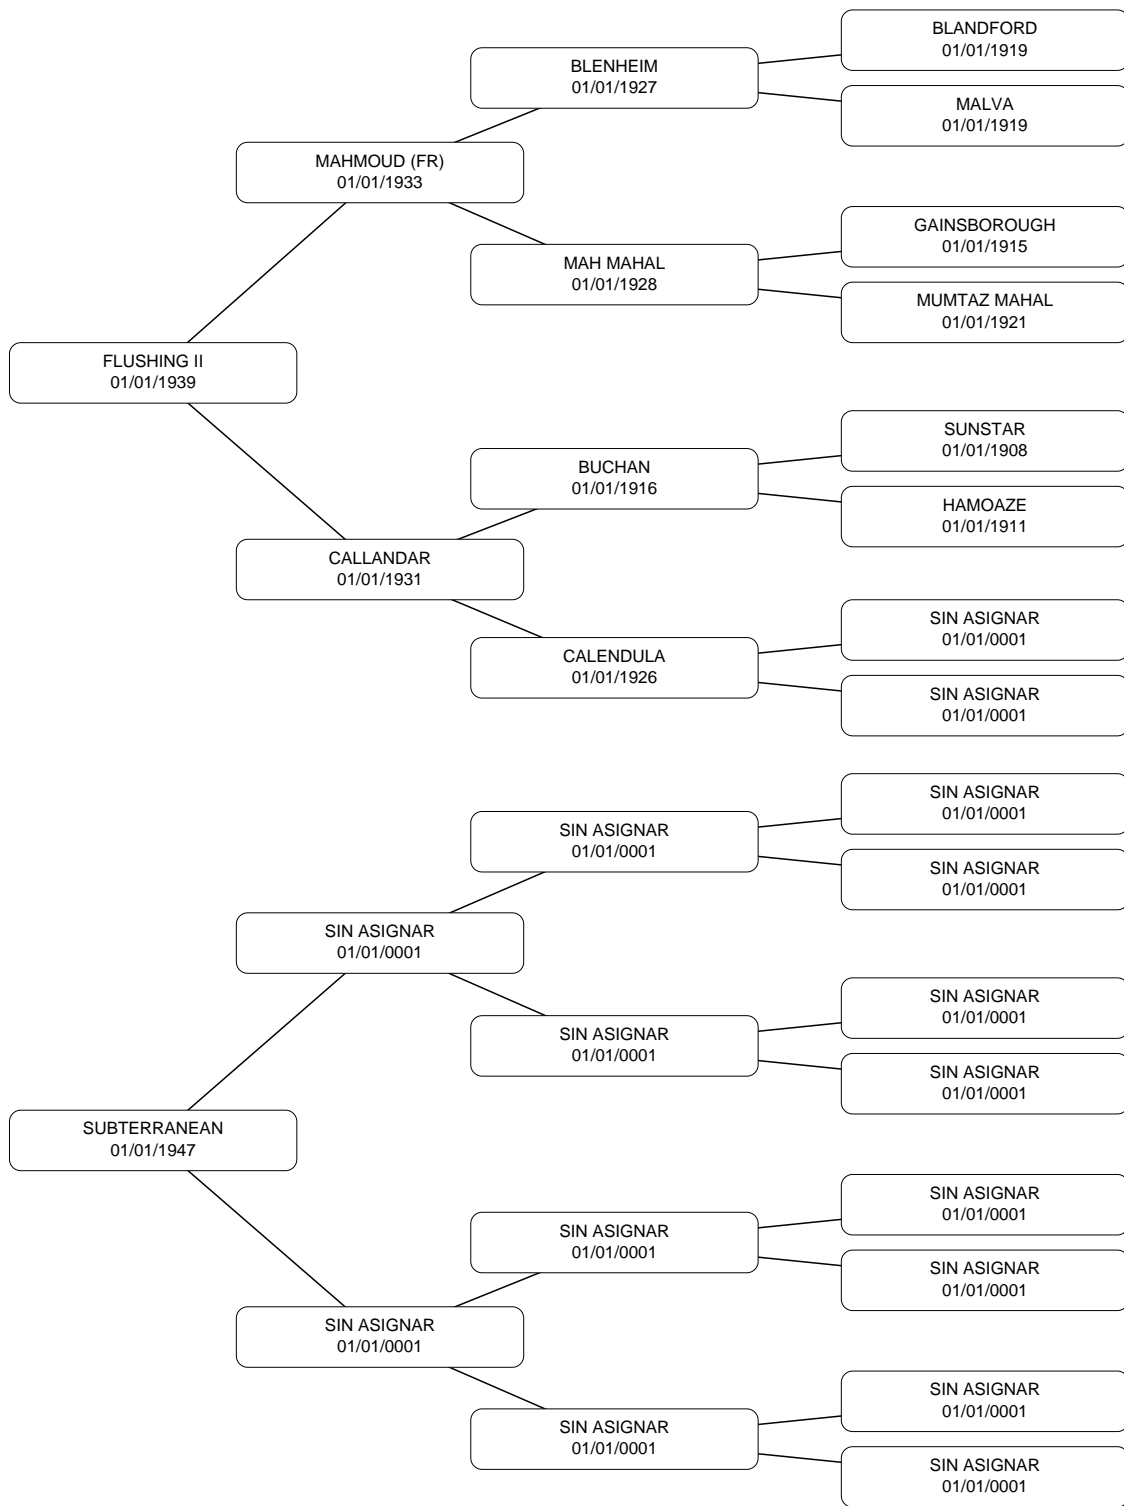 BLANDFORD
01/01/1919
BLENHEIM
01/01/1927
MALVA
01/01/1919
MAHMOUD (FR)
01/01/1933
GAINSBOROUGH
01/01/1915
MAH MAHAL
01/01/1928
MUMTAZ MAHAL
01/01/1921
FLUSHING II
01/01/1939
SUNSTAR
01/01/1908
BUCHAN
01/01/1916
HAMOAZE
01/01/1911
CALLANDAR
01/01/1931
SIN ASIGNAR
01/01/0001
CALENDULA
01/01/1926
SIN ASIGNAR
01/01/0001
SIN ASIGNAR
01/01/0001
SIN ASIGNAR
01/01/0001
SIN ASIGNAR
01/01/0001
SIN ASIGNAR
01/01/0001
SIN ASIGNAR
01/01/0001
SIN ASIGNAR
01/01/0001
SIN ASIGNAR
01/01/0001
SUBTERRANEAN
01/01/1947
SIN ASIGNAR
01/01/0001
SIN ASIGNAR
01/01/0001
SIN ASIGNAR
01/01/0001
SIN ASIGNAR
01/01/0001
SIN ASIGNAR
01/01/0001
SIN ASIGNAR
01/01/0001
SIN ASIGNAR
01/01/0001